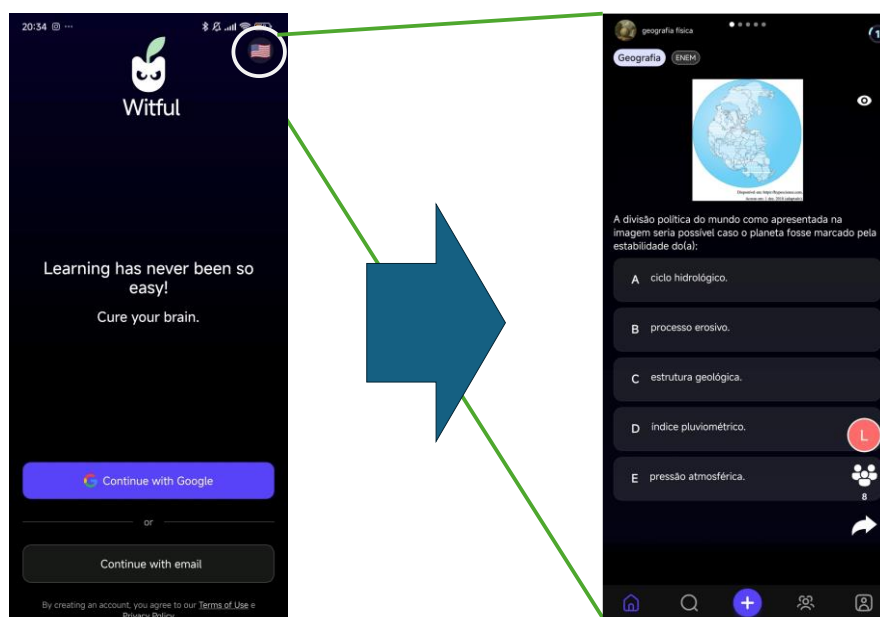 20:34
Witful
Learning has never been so
easy!
Cure your brain.
Continue with Google
or
Continue with email
By creating an account, you agree to our Terms of Use e
Privacy Policy
geografia física
Geografia
ENEM
A divisão política do mundo como apresentada na
imagem seria possível caso o planeta fosse marcado pela
estabilidade do(a):
A ciclo hidrológico.
B processo erosivo.
C estrutura geológica.
D índice pluviométrico.
E pressão atmosférica.
L
8